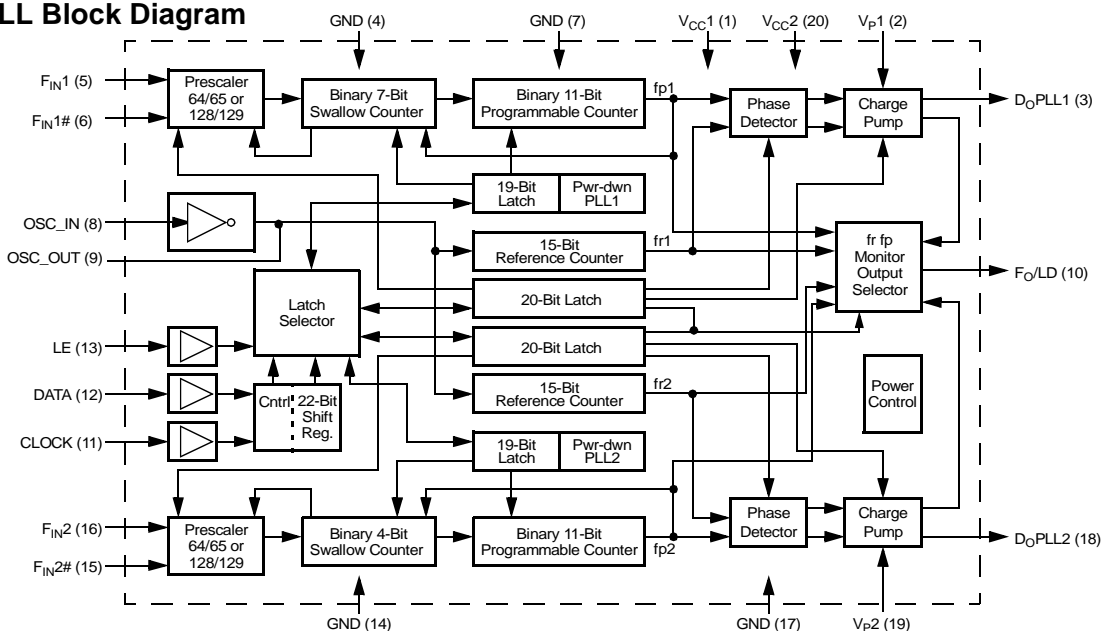 LL Block Diagram
GND (4)
GND (7)
VCC1 (1)
VCC2 (20)
VP1 (2)
FIN1 (5)
FIN1# (6)
Prescaler
64/65 or
128/129
Binary 7-Bit
Swallow Counter
Binary 11-Bit
Programmable Counter
fp1
Phase
Detector
Charge
Pump
DOPLL1 (3)
19-Bit
Latch
Pwr-dwn
PLL1
OSC_IN (8)
OSC_OUT (9)
15-Bit
Reference Counter
fr1
fr fp
Monitor
Output
Selector
FO/LD (10)
Latch
Selector
20-Bit Latch
20-Bit Latch
LE (13)
DATA (12)
CLOCK (11)
Cntrl
22-Bit
Shift
Reg.
15-Bit
Reference Counter
fr2
Power
Control
19-Bit
Latch
Pwr-dwn
PLL2
FIN2 (16)
FIN2# (15)
Prescaler
64/65 or
128/129
Binary 4-Bit
Swallow Counter
Binary 11-Bit
Programmable Counter
fp2
Phase
Detector
Charge
Pump
DOPLL2 (18)
GND (14)
GND (17)
VP2 (19)